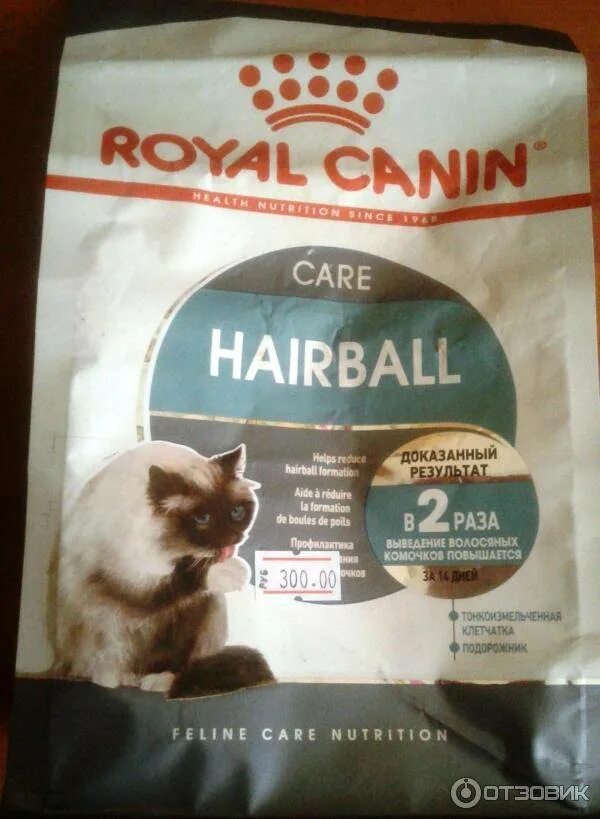 ROYAL CANIN®
HEALTH NUTRITION SINCE 1968
CARE
HAIRBALL
Helps reduce
hairball formation
Aide à réduire
la formation
de boules de poils
Профилактика
ДОКАЗАННЫЙ
РЕЗУЛЬТАТ
В 2 РАЗА
ВЫВЕДЕНИЕ ВОЛОСЯНЫХ
КОМОЧКОВ ПОВЫШАЕТСЯ
ЗА 14 ДНЕЙ
РУБ 300.00
ТОНКОИЗМЕЛЬЧЕННАЯ
КЛЕТЧАТКА
ПОДОРОЖНИК
FELINE CARE NUTRITION
ОТЗОВИК